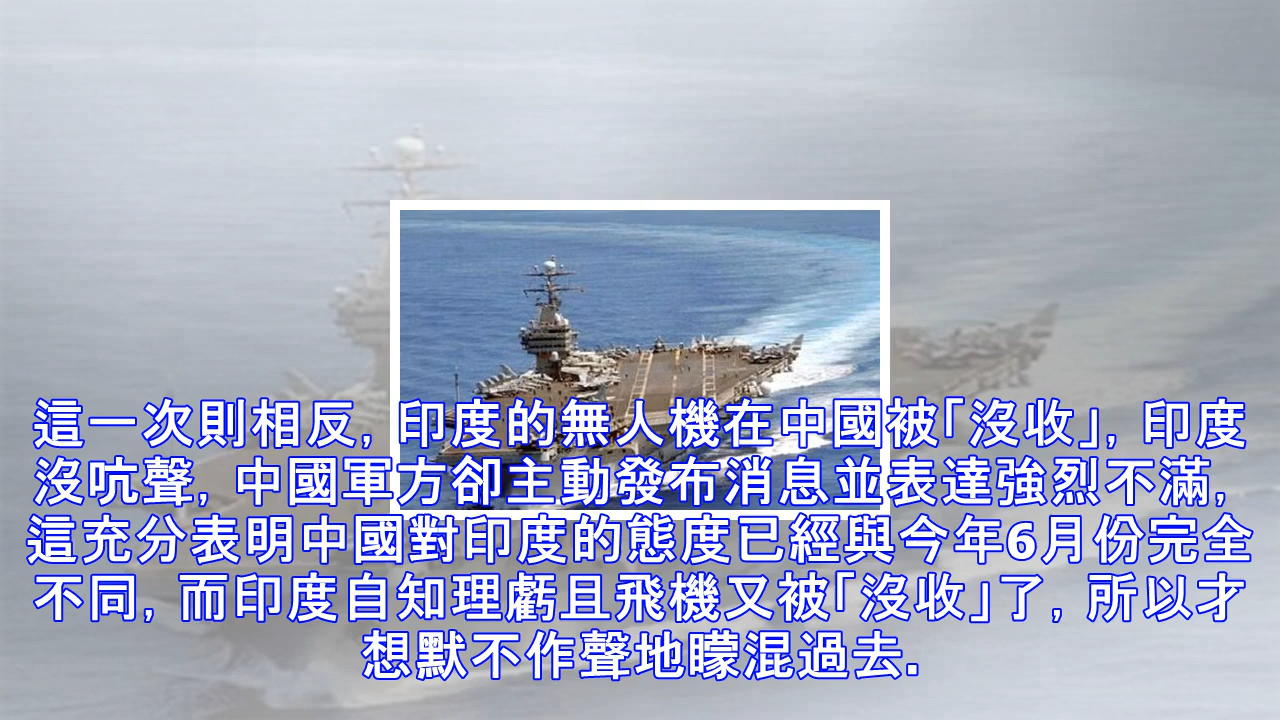 這一次則相反, 印度的無人機在中國被「沒收」, 印度
沒吭聲, 中國軍方卻主動發布消息並表達強烈不滿,
這充分表明中國對印度的態度已經與今年6月份完全
不同, 而印度自知理虧且飛機又被「沒收」了, 所以才
想默不作聲地矇混過去.